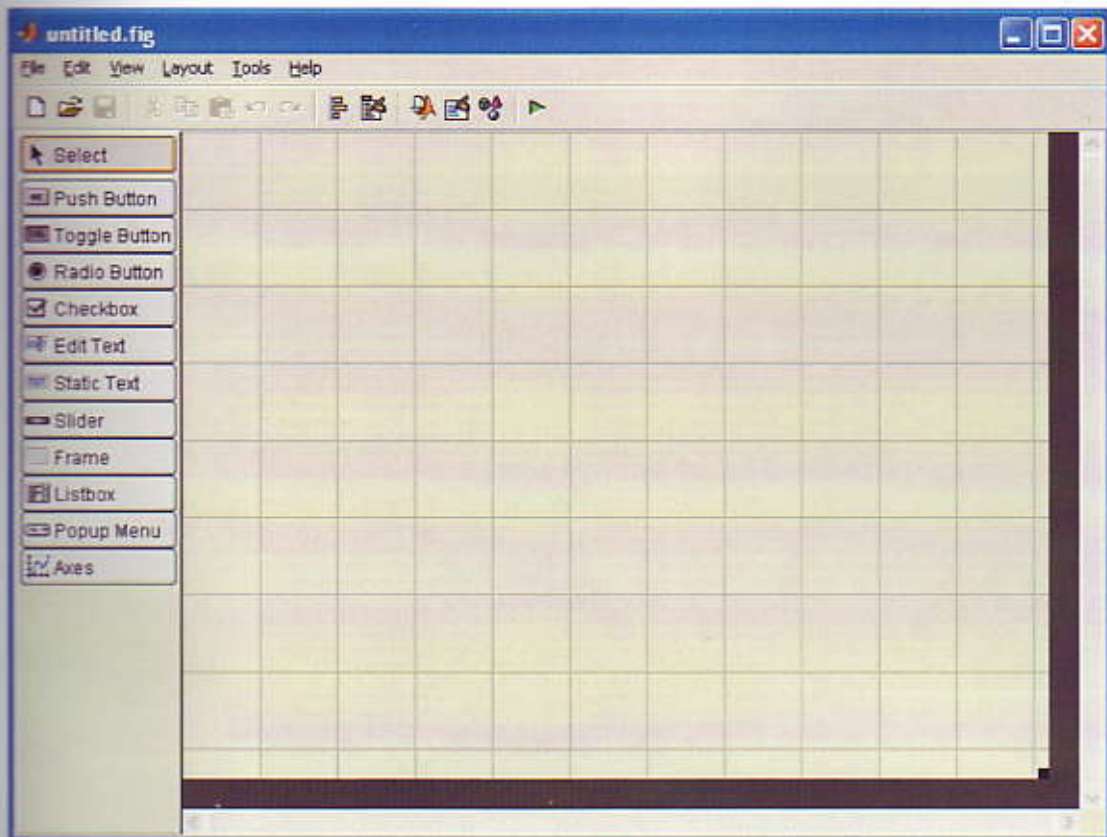 untitled.fig
File Edit View Layout Tools Help
Select
Push Button
Toggle Button
Radio Button
Checkbox
Edit Text
Static Text
Slider
Frame
Listbox
Popup Menu
Axes